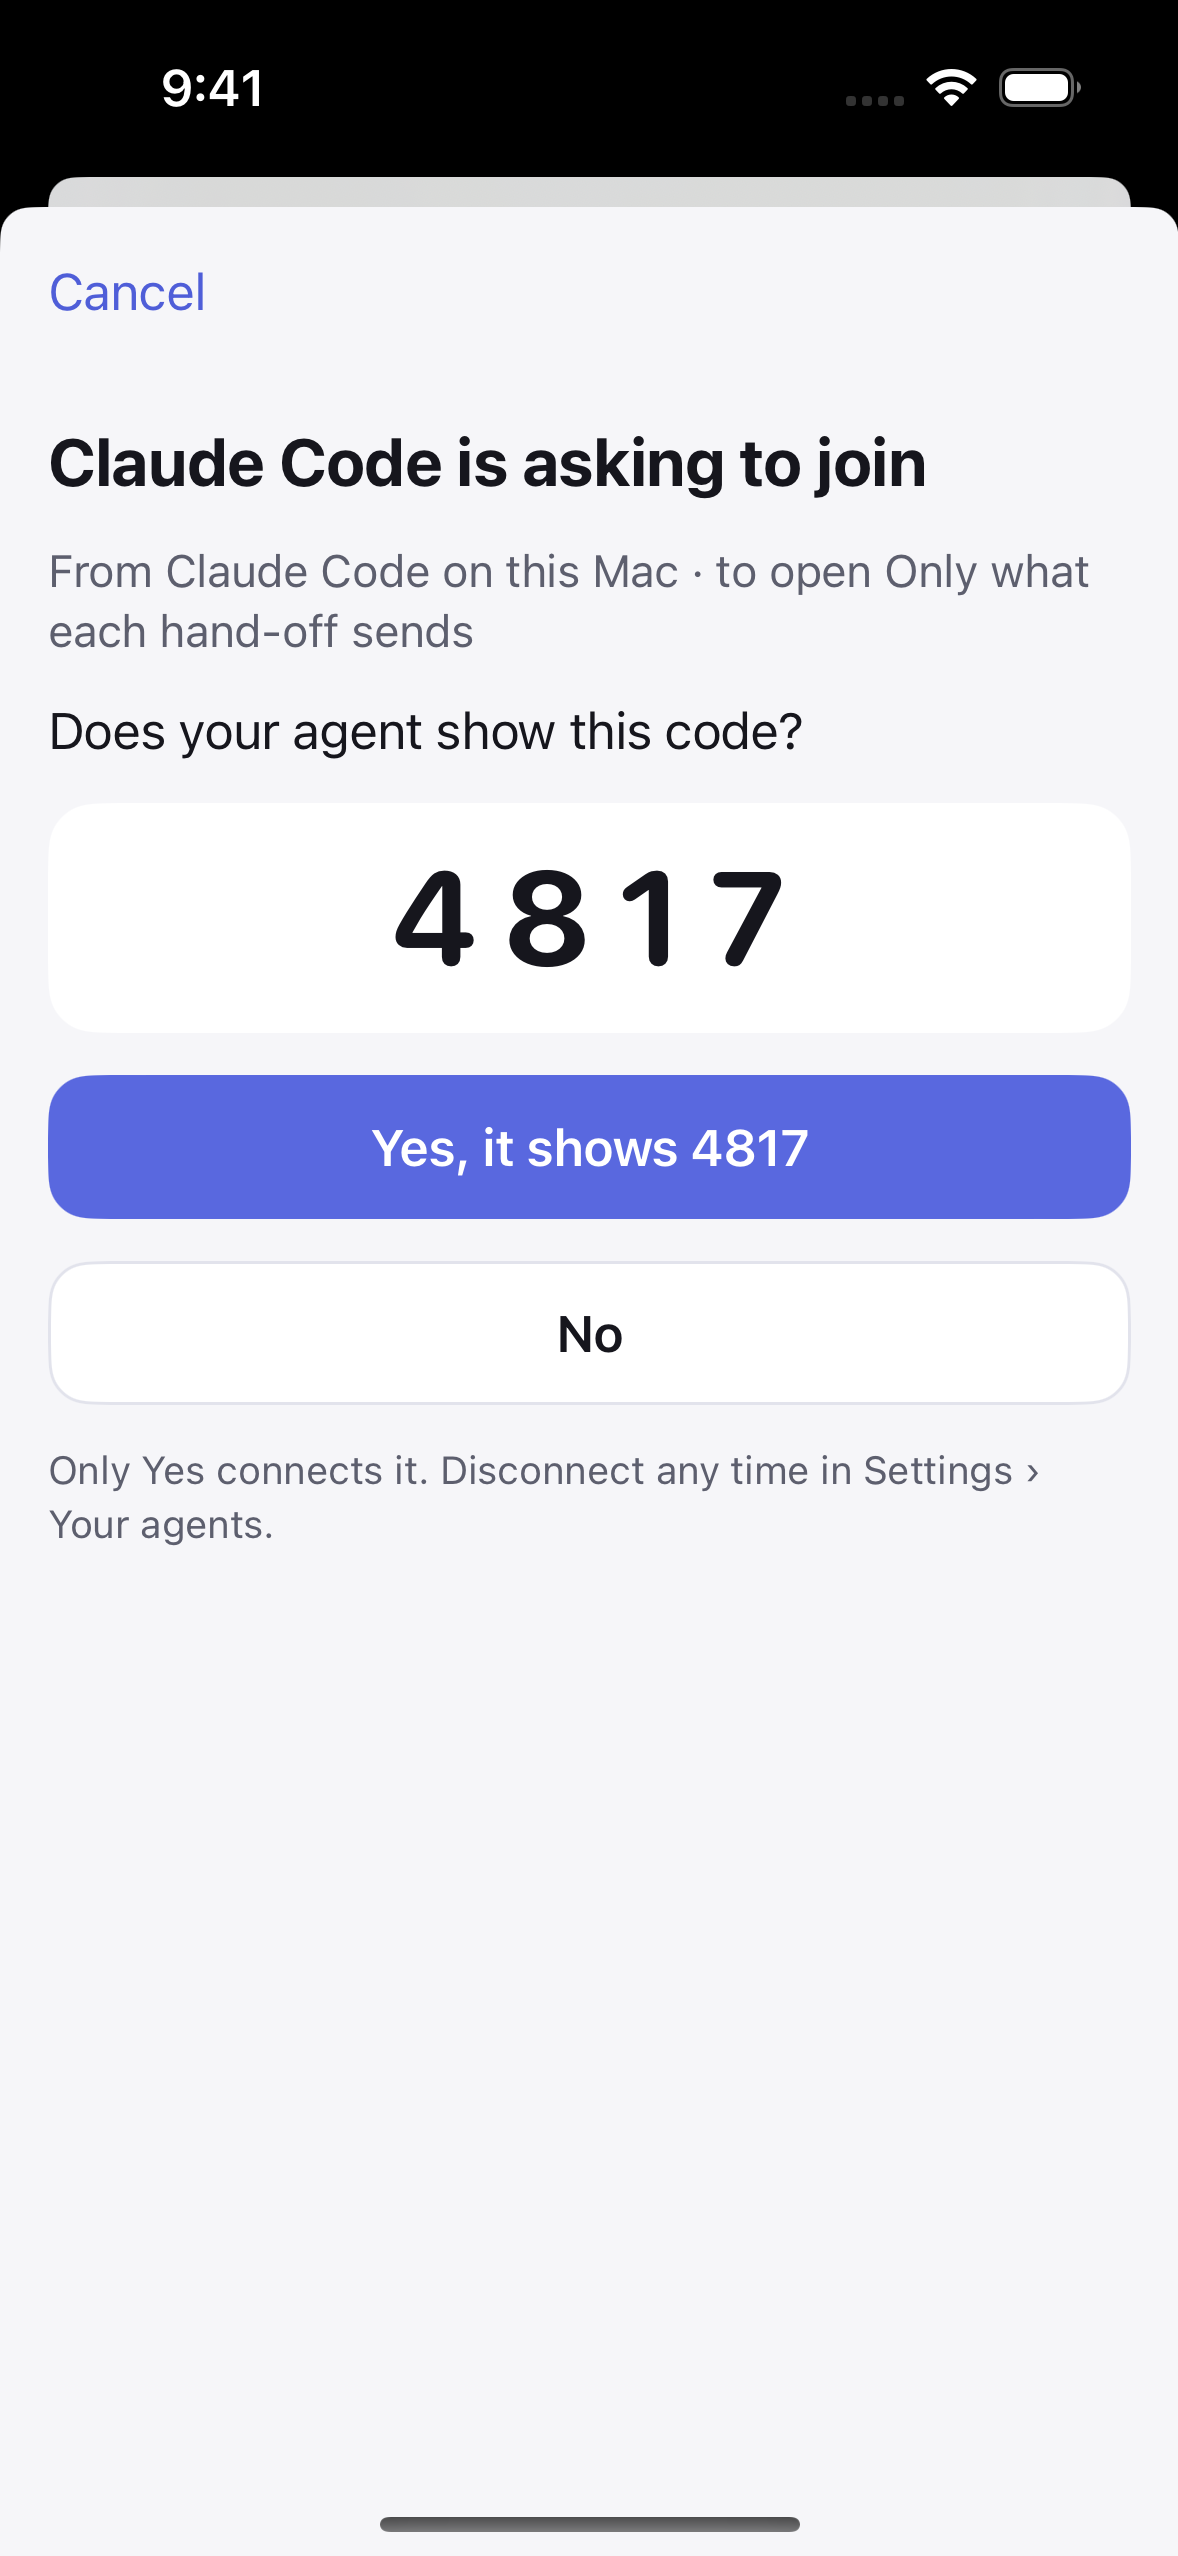 9:41
Cancel
Claude Code is asking to join
From Claude Code on this Mac · to open Only what
each hand-off sends
Does your agent show this code?
4817
Yes, it shows 4817
No
Only Yes connects it. Disconnect any time in Settings ›
Your agents.